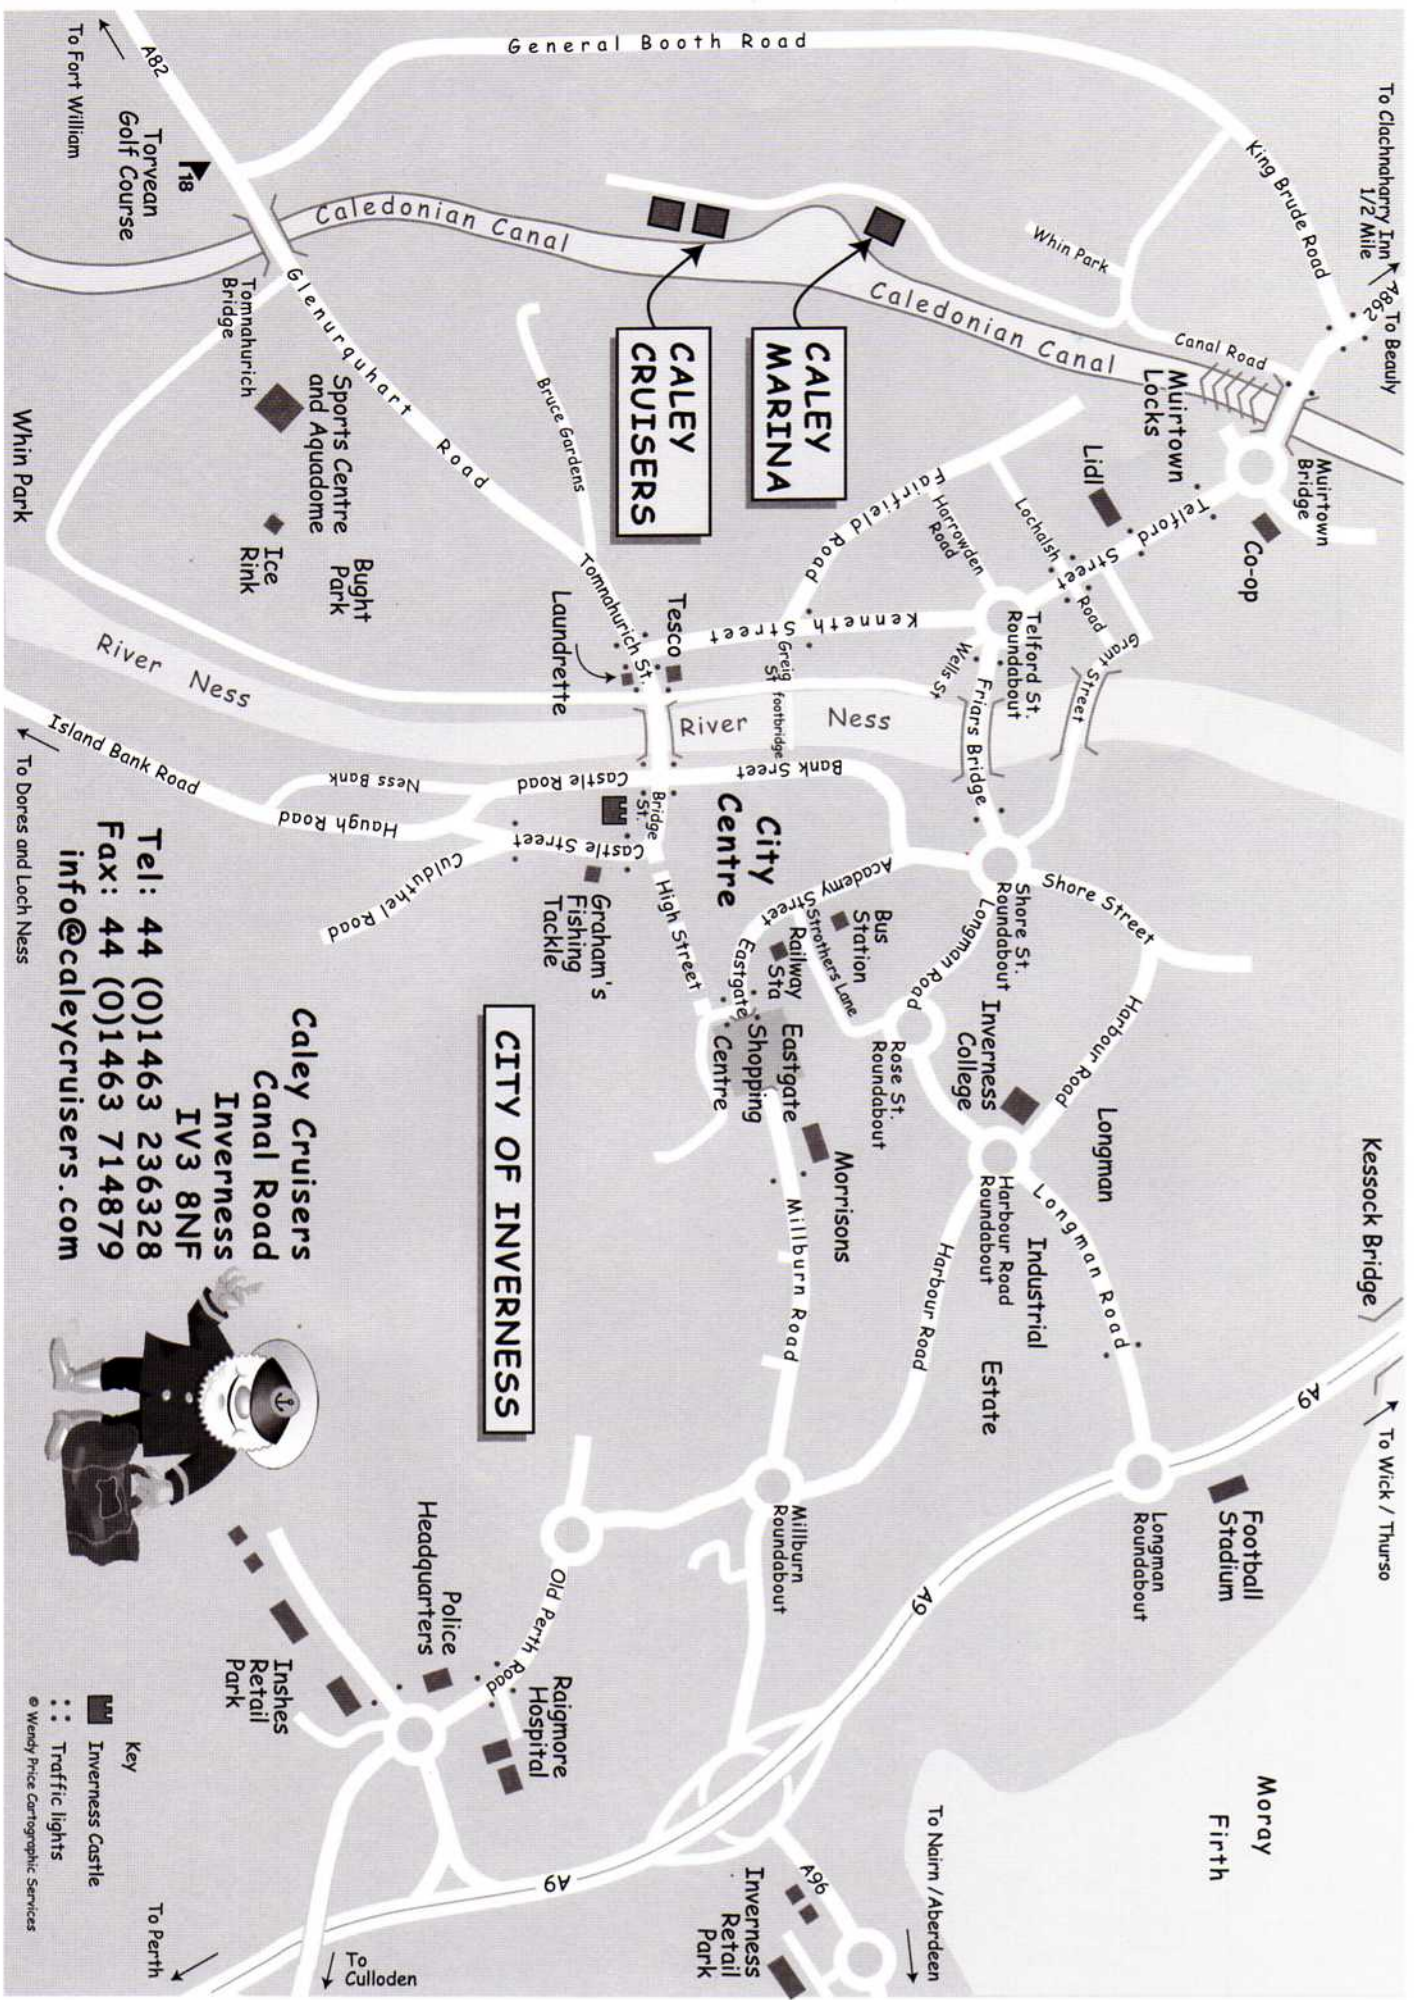 To Clachnaharry Inn
1/2 Mile
A862
To Beauly
King Brude Road
General Booth Road
A82
To Fort William
Torvean
Golf Course
18
Caledonian Canal
Caledonian Canal
Whin Park
Canal Road
Muirtown
Locks
Muirtown
Bridge
CALEY
MARINA
CALEY
CRUISERS
Tomnahurich
Bridge
Glenurquhart Road
Bruce Gardens
Sports Centre
and Aquadome
Ice
Rink
Bught
Park
Whin Park
Lidl
Co-op
Telford Street
Lochalsh Road
Harrowden
Road
Fairfield Road
Kenneth Street
Telford St.
Roundabout
Grant Street
Wells St
Friars Bridge
Greig
St
footbridge
Tomnahurich St.
Tesco
Laundrette
River Ness
River Ness
Island Bank Road
To Dores and Loch Ness
Ness Bank
Haugh Road
Castle Road
Castle Street
Culduthel Road
Bank Street
Bridge
St.
City
Centre
High Street
Graham's
Fishing
Tackle
Academy Street
Strothers Lane
Bus
Station
Railway
Sta
Eastgate
Eastgate
Shopping
Centre
Shore St.
Roundabout
Shore Street
Longman Road
Rose St.
Roundabout
Inverness
College
Harbour Road
Longman
Industrial
Estate
Harbour Road
Roundabout
Longman Road
Harbour Road
Morrisons
Millburn Road
Millburn
Roundabout
Kessock Bridge
To Wick / Thurso
A9
Football
Stadium
Longman
Roundabout
A9
Moray
Firth
To Nairn / Aberdeen
A96
Inverness
Retail
Park
A9
Old Perth Road
Raigmore
Hospital
Police
Headquarters
Inshes
Retail
Park
To
Culloden
To Perth
CITY OF INVERNESS
Caley Cruisers
Canal Road
Inverness
IV3 8NF
Tel: 44 (0)1463 236328
Fax: 44 (0)1463 714879
info@caleycruisers.com
Key
Inverness Castle
Traffic lights
© Wendy Price Cartographic Services